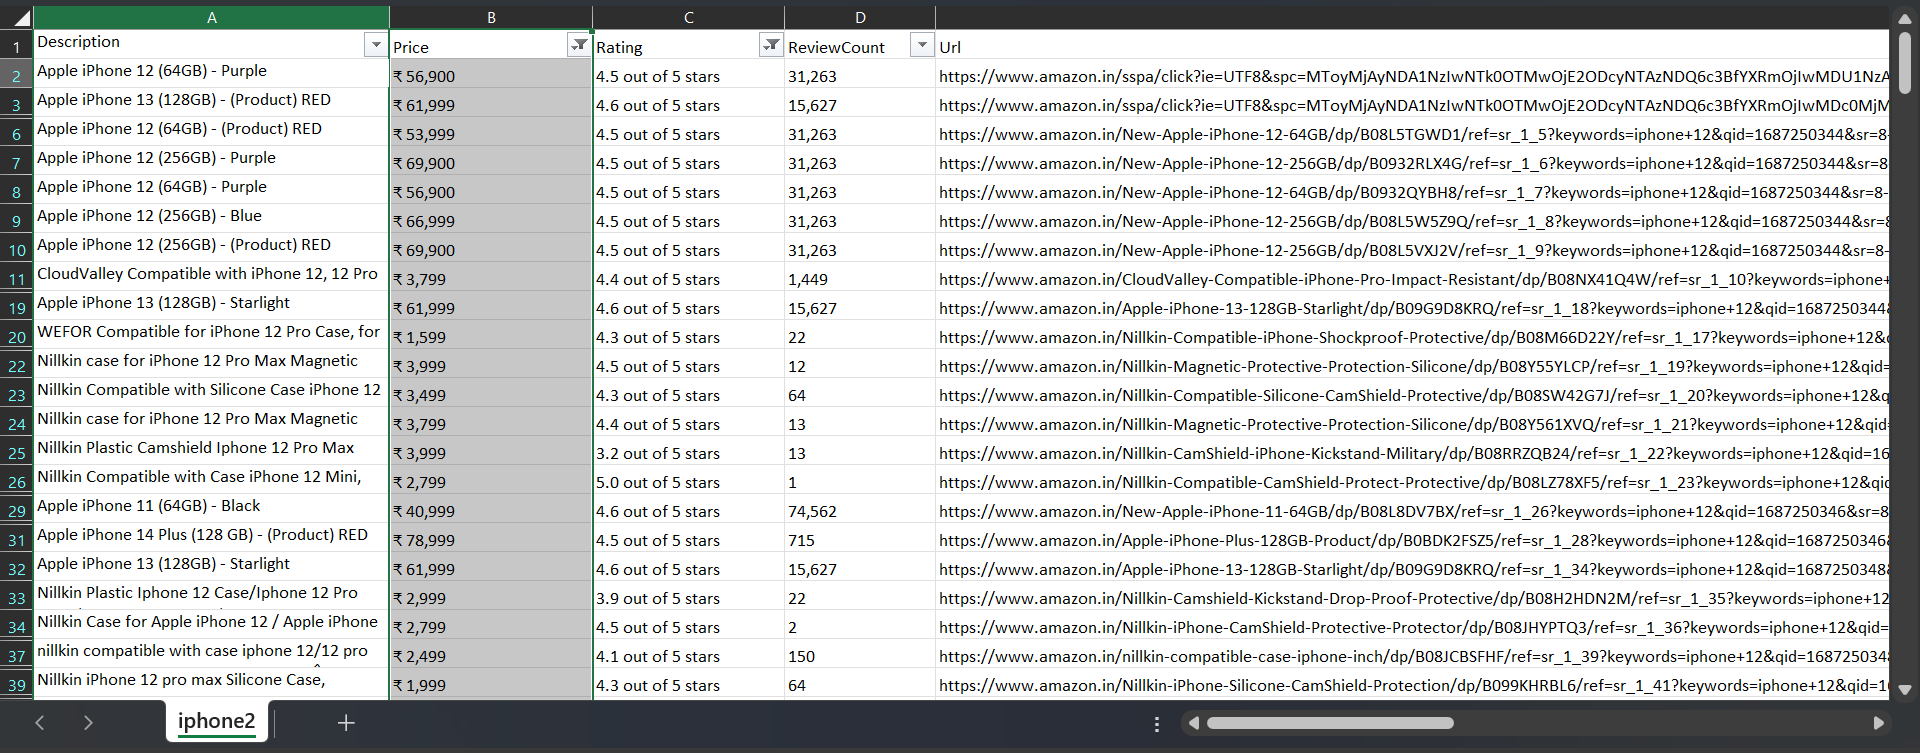 A B C D
1 Description Price Rating ReviewCount Url
2 Apple iPhone 12 (64GB) - Purple ₹ 56,900 4.5 out of 5 stars 31,263 https://www.amazon.in/sspa/click?ie=UTF8&spc=MToyMjAyNDA1NzIwNTk0OTMwOjE2ODcyNTAzNDQ6c3BfYXRmOjIwMDU1NzA
3 Apple iPhone 13 (128GB) - (Product) RED ₹ 61,999 4.6 out of 5 stars 15,627 https://www.amazon.in/sspa/click?ie=UTF8&spc=MToyMjAyNDA1NzIwNTk0OTMwOjE2ODcyNTAzNDQ6c3BfYXRmOjIwMDc0MjM
6 Apple iPhone 12 (64GB) - (Product) RED ₹ 53,999 4.5 out of 5 stars 31,263 https://www.amazon.in/New-Apple-iPhone-12-64GB/dp/B08L5TGWD1/ref=sr_1_5?keywords=iphone+12&qid=1687250344&sr=8-
7 Apple iPhone 12 (256GB) - Purple ₹ 69,900 4.5 out of 5 stars 31,263 https://www.amazon.in/New-Apple-iPhone-12-256GB/dp/B0932RLX4G/ref=sr_1_6?keywords=iphone+12&qid=1687250344&sr=8-
8 Apple iPhone 12 (64GB) - Purple ₹ 56,900 4.5 out of 5 stars 31,263 https://www.amazon.in/New-Apple-iPhone-12-64GB/dp/B0932QYBH8/ref=sr_1_7?keywords=iphone+12&qid=1687250344&sr=8-
9 Apple iPhone 12 (256GB) - Blue ₹ 66,999 4.5 out of 5 stars 31,263 https://www.amazon.in/New-Apple-iPhone-12-256GB/dp/B08L5W5Z9Q/ref=sr_1_8?keywords=iphone+12&qid=1687250344&sr=8
10 Apple iPhone 12 (256GB) - (Product) RED ₹ 69,900 4.5 out of 5 stars 31,263 https://www.amazon.in/New-Apple-iPhone-12-256GB/dp/B08L5VXJ2V/ref=sr_1_9?keywords=iphone+12&qid=1687250344&sr=8-
11 CloudValley Compatible with iPhone 12, 12 Pro ₹ 3,799 4.4 out of 5 stars 1,449 https://www.amazon.in/CloudValley-Compatible-iPhone-Pro-Impact-Resistant/dp/B08NX41Q4W/ref=sr_1_10?keywords=iphone+
19 Apple iPhone 13 (128GB) - Starlight ₹ 61,999 4.6 out of 5 stars 15,627 https://www.amazon.in/Apple-iPhone-13-128GB-Starlight/dp/B09G9D8KRQ/ref=sr_1_18?keywords=iphone+12&qid=1687250344
20 WEFOR Compatible for iPhone 12 Pro Case, for ₹ 1,599 4.3 out of 5 stars 22 https://www.amazon.in/Nillkin-Compatible-iPhone-Shockproof-Protective/dp/B08M66D22Y/ref=sr_1_17?keywords=iphone+12&
22 Nillkin case for iPhone 12 Pro Max Magnetic ₹ 3,999 4.5 out of 5 stars 12 https://www.amazon.in/Nillkin-Magnetic-Protective-Protection-Silicone/dp/B08Y55YLCP/ref=sr_1_19?keywords=iphone+12&qid=
23 Nillkin Compatible with Silicone Case iPhone 12 ₹ 3,499 4.3 out of 5 stars 64 https://www.amazon.in/Nillkin-Compatible-Silicone-CamShield-Protective/dp/B08SW42G7J/ref=sr_1_20?keywords=iphone+12&q
24 Nillkin case for iPhone 12 Pro Max Magnetic ₹ 3,799 4.4 out of 5 stars 13 https://www.amazon.in/Nillkin-Magnetic-Protective-Protection-Silicone/dp/B08Y561XVQ/ref=sr_1_21?keywords=iphone+12&qid
25 Nillkin Plastic Camshield Iphone 12 Pro Max ₹ 3,999 3.2 out of 5 stars 13 https://www.amazon.in/Nillkin-CamShield-iPhone-Kickstand-Military/dp/B08RRZQB24/ref=sr_1_22?keywords=iphone+12&qid=16
26 Nillkin Compatible with Case iPhone 12 Mini, ₹ 2,799 5.0 out of 5 stars 1 https://www.amazon.in/Nillkin-Compatible-CamShield-Protect-Protective/dp/B08LZ78XF5/ref=sr_1_23?keywords=iphone+12&qid
29 Apple iPhone 11 (64GB) - Black ₹ 40,999 4.6 out of 5 stars 74,562 https://www.amazon.in/New-Apple-iPhone-11-64GB/dp/B08L8DV7BX/ref=sr_1_26?keywords=iphone+12&qid=1687250346&sr=8
31 Apple iPhone 14 Plus (128 GB) - (Product) RED ₹ 78,999 4.5 out of 5 stars 715 https://www.amazon.in/Apple-iPhone-Plus-128GB-Product/dp/B0BDK2FSZ5/ref=sr_1_28?keywords=iphone+12&qid=1687250346
32 Apple iPhone 13 (128GB) - Starlight ₹ 61,999 4.6 out of 5 stars 15,627 https://www.amazon.in/Apple-iPhone-13-128GB-Starlight/dp/B09G9D8KRQ/ref=sr_1_34?keywords=iphone+12&qid=1687250348
33 Nillkin Plastic Iphone 12 Case/Iphone 12 Pro ₹ 2,999 3.9 out of 5 stars 22 https://www.amazon.in/Nillkin-Camshield-Kickstand-Drop-Proof-Protective/dp/B08H2HDN2M/ref=sr_1_35?keywords=iphone+12
34 Nillkin Case for Apple iPhone 12 / Apple iPhone ₹ 2,799 4.5 out of 5 stars 2 https://www.amazon.in/Nillkin-iPhone-CamShield-Protective-Protector/dp/B08JHYPTQ3/ref=sr_1_36?keywords=iphone+12&qid=
37 nillkin compatible with case iphone 12/12 pro ₹ 2,499 4.1 out of 5 stars 150 https://www.amazon.in/nillkin-compatible-case-iphone-inch/dp/B08JCBSFHF/ref=sr_1_39?keywords=iphone+12&qid=168725034
39 Nillkin iPhone 12 pro max Silicone Case, ₹ 1,999 4.3 out of 5 stars 64 https://www.amazon.in/Nillkin-iPhone-Silicone-CamShield-Protection/dp/B099KHRBL6/ref=sr_1_41?keywords=iphone+12&qid=1
iphone2